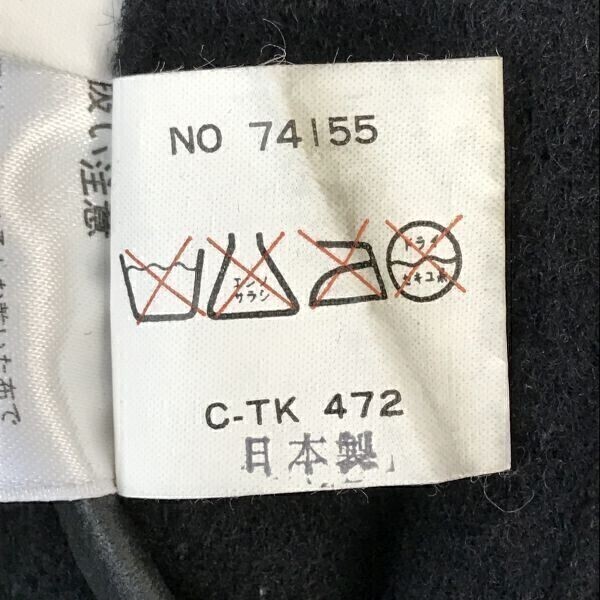 NO 74155
エンソ
サラシ
ドライ
セキユ系
C-TK 472
日本製
扱い注意